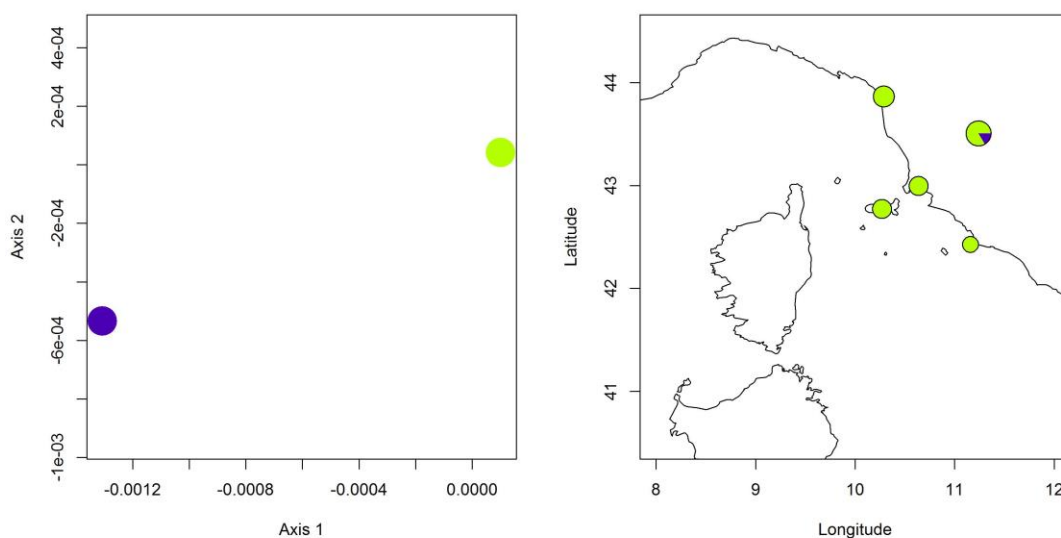 4e-04
2e-04
-2e-04
-6e-04
-1e-03
Axis 2
-0.0012
-0.0008
-0.0004
0.0000
Axis 1
44
43
42
41
Latitude
8
9
10
11
12
Longitude